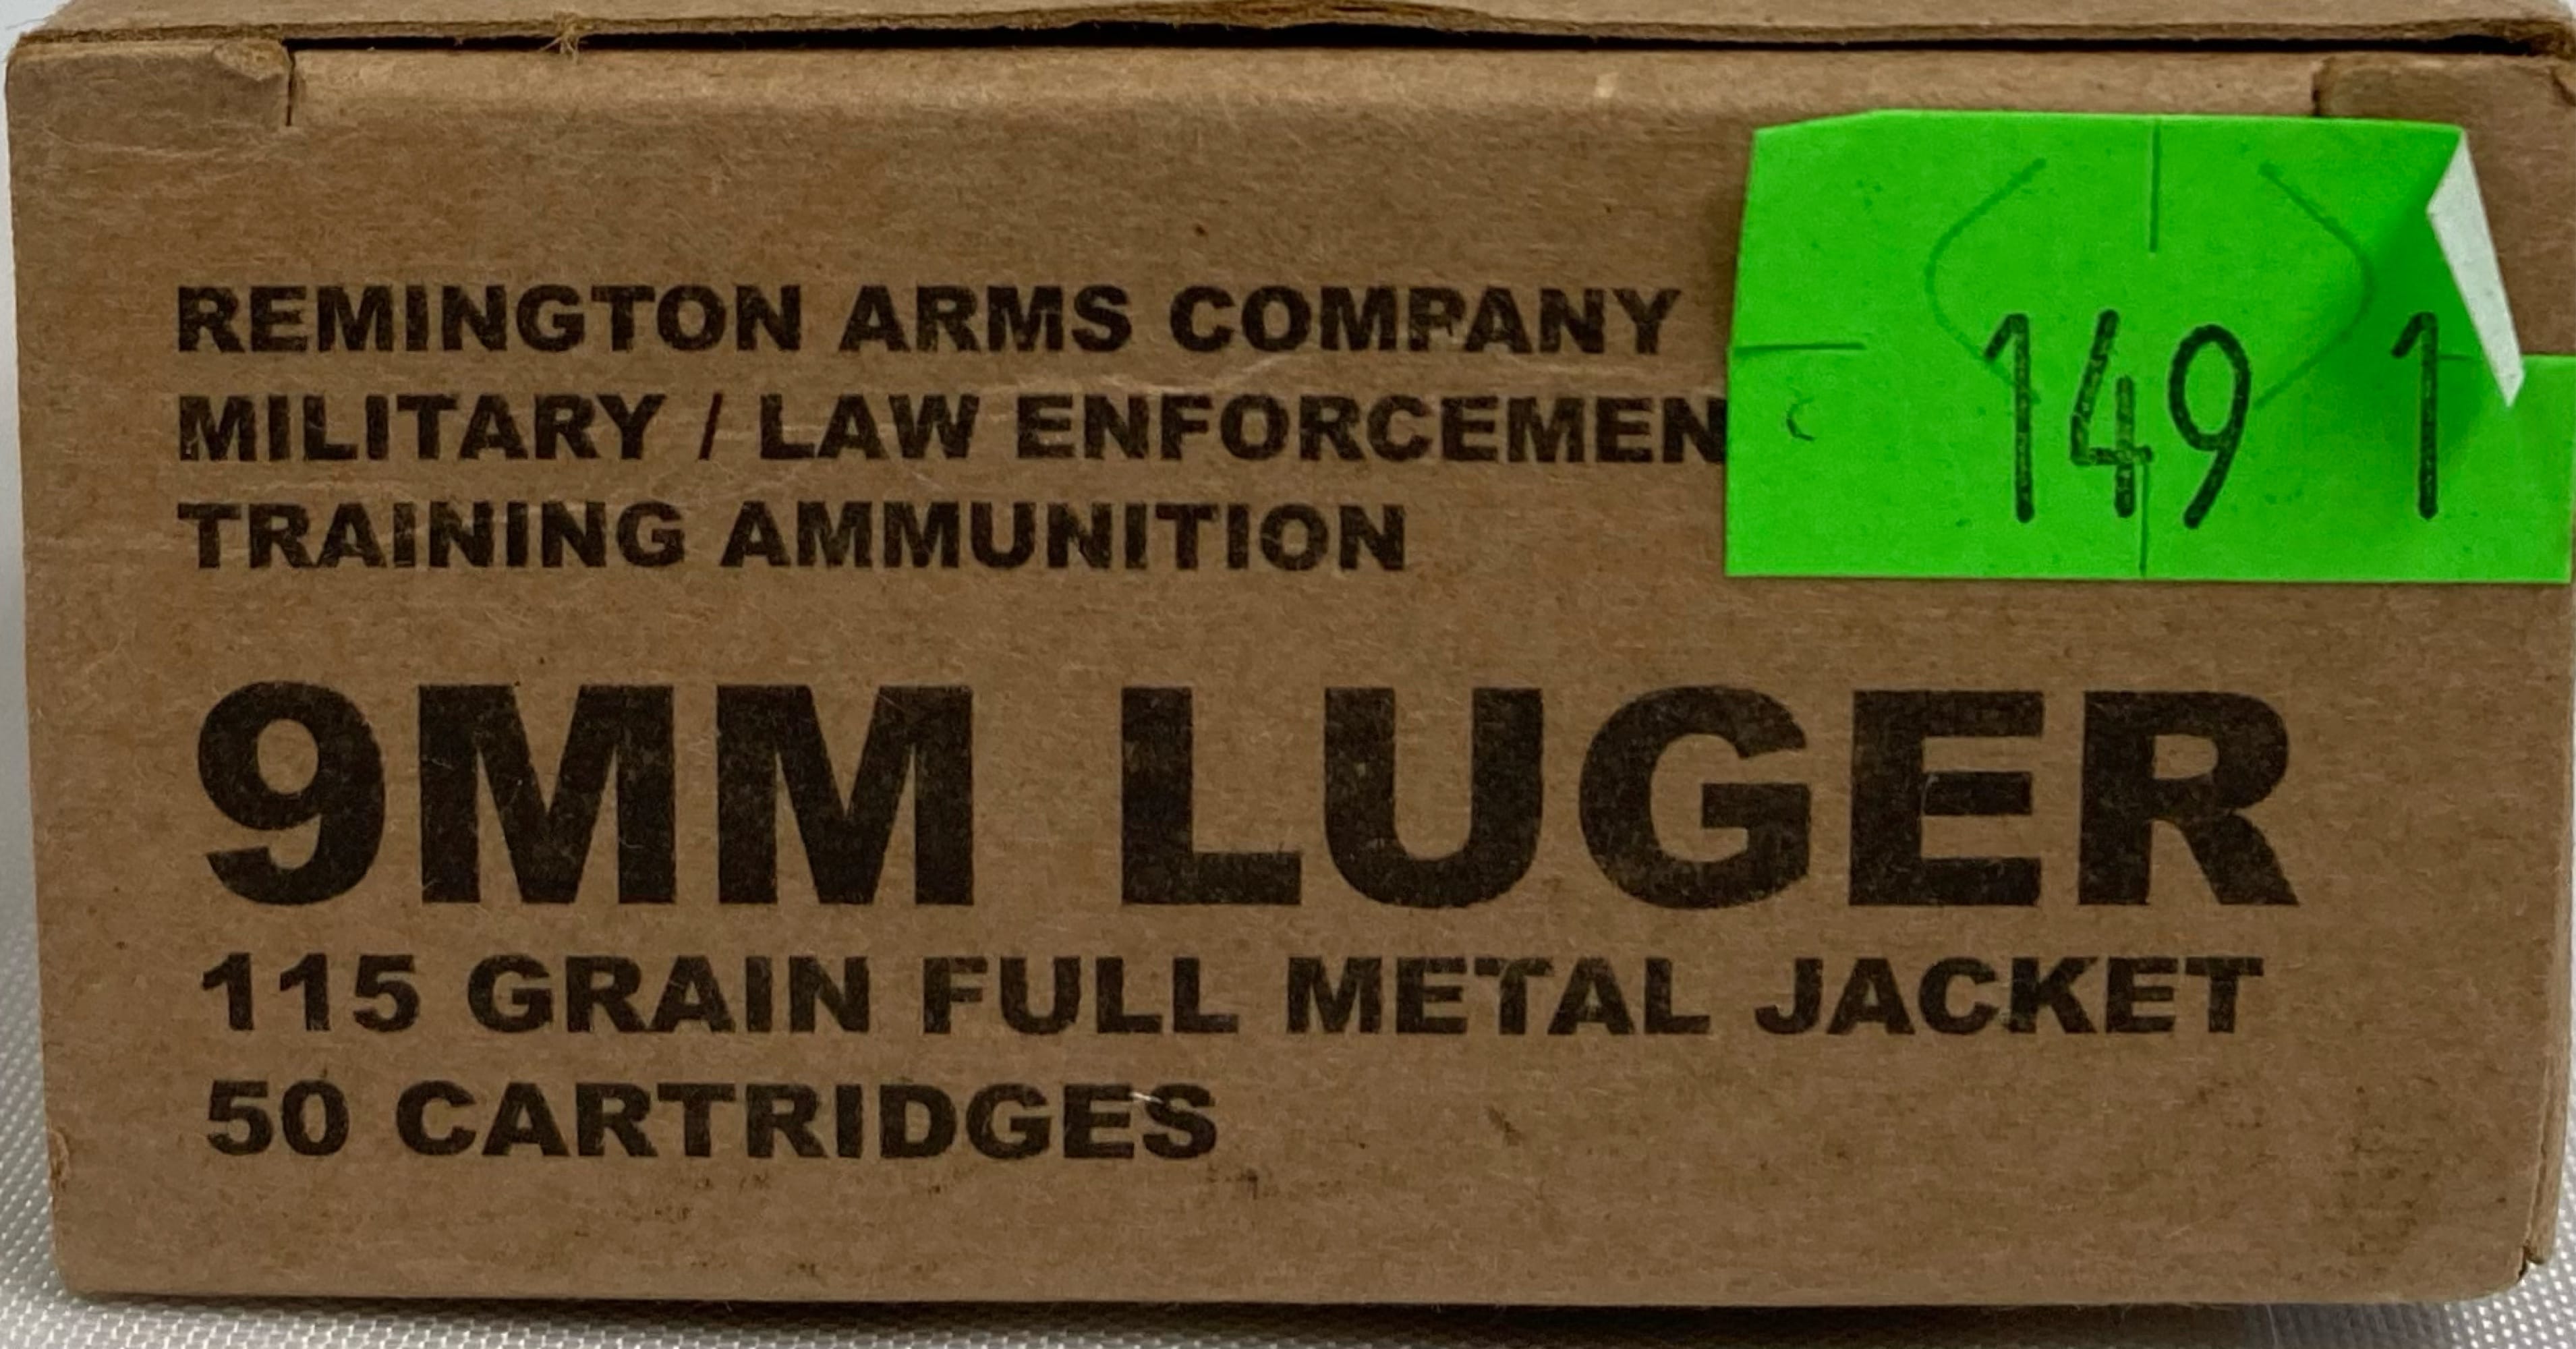 REMINGTON ARMS COMPANY
MILITARY / LAW ENFORCEMEN
TRAINING AMMUNITION
149 1
9MM LUGER
115 GRAIN FULL METAL JACKET
50 CARTRIDGES